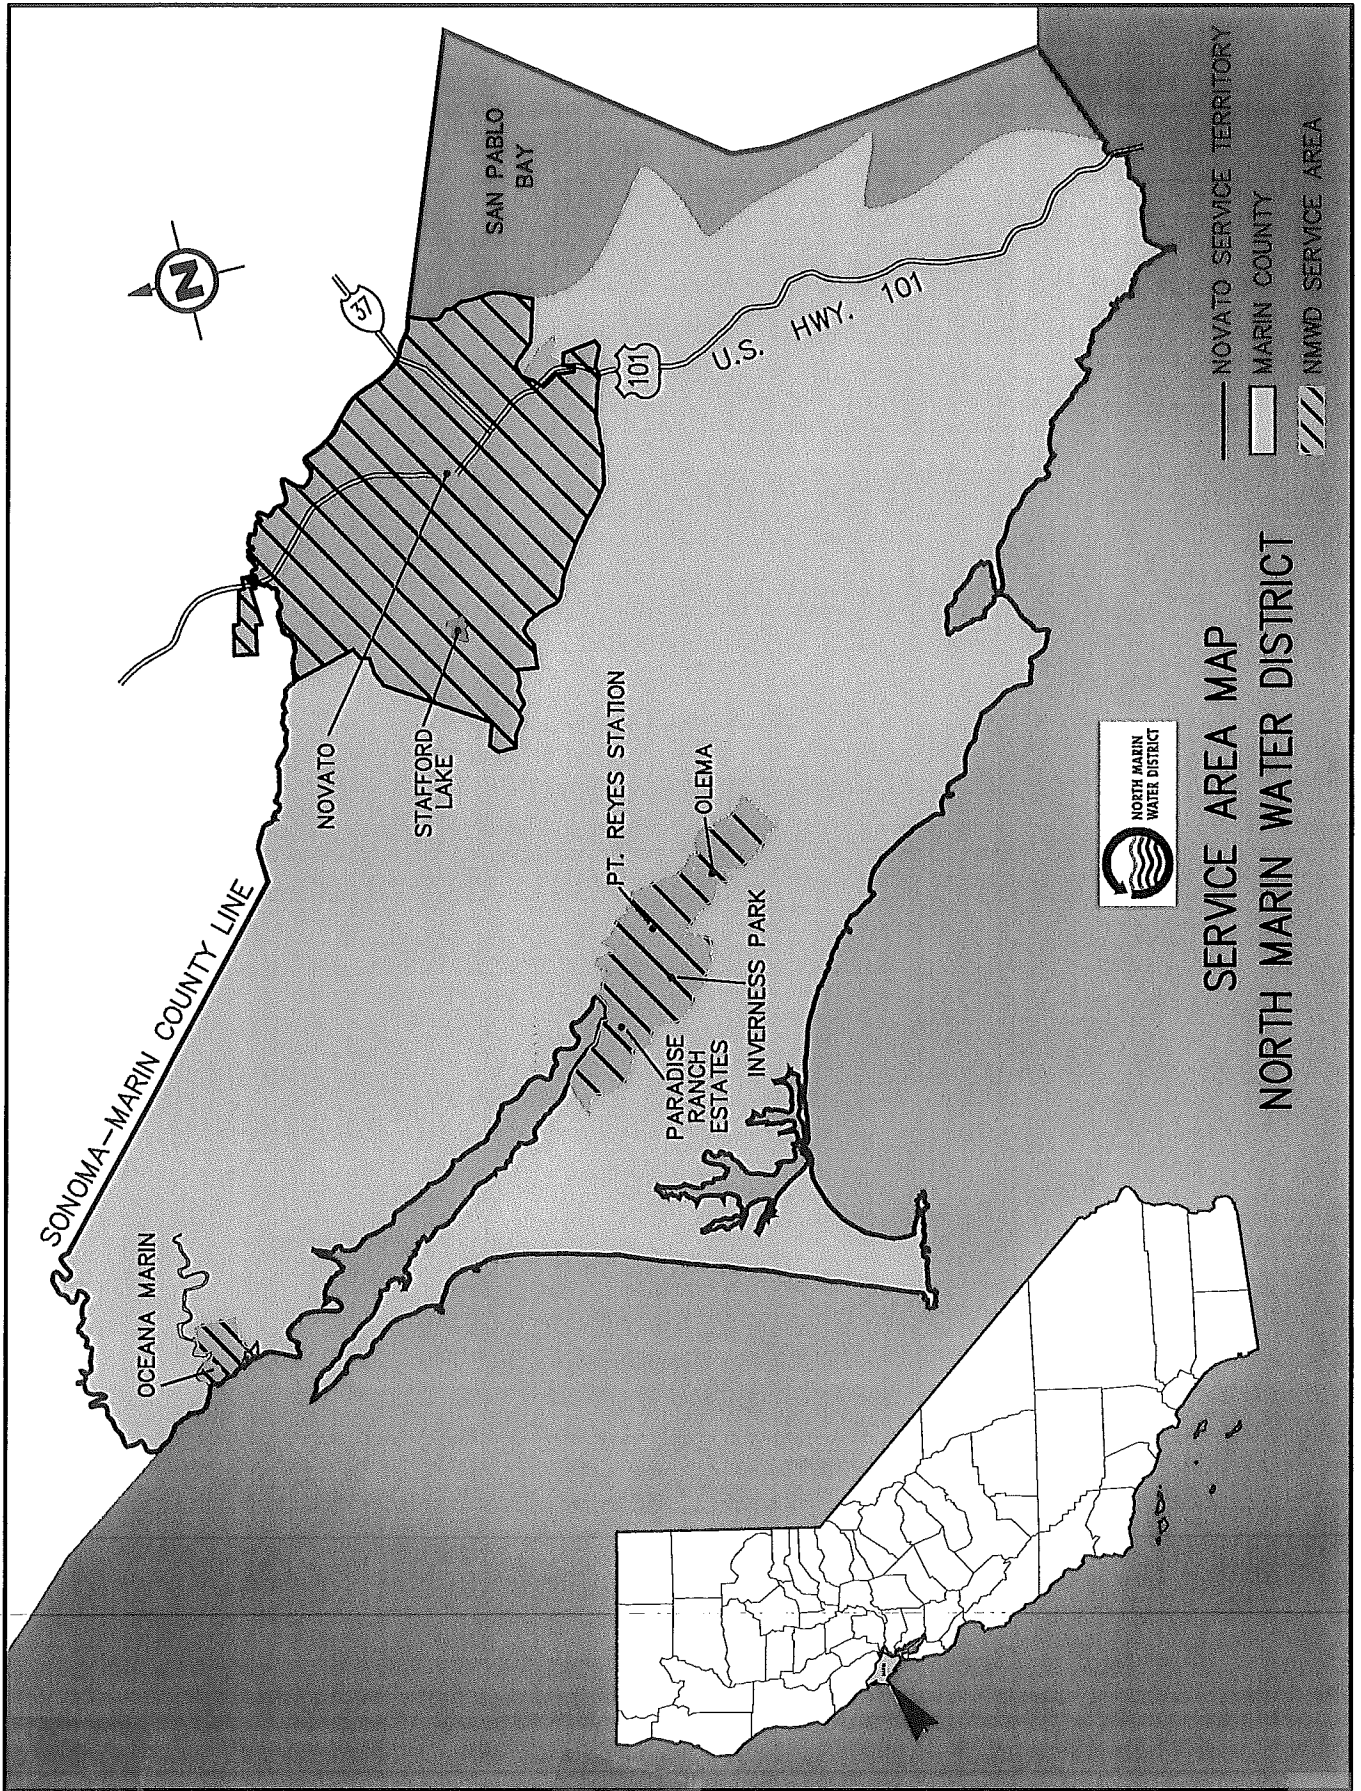 SONOMA-MARIN COUNTY LINE
OCEANA MARIN
NOVATO
STAFFORD
LAKE
PT. REYES STATION
OLEMA
PARADISE
RANCH
ESTATES
INVERNESS PARK
N
37
SAN PABLO
BAY
101
U.S. HWY. 101
NORTH MARIN
WATER DISTRICT
SERVICE AREA MAP
NORTH MARIN WATER DISTRICT
NOVATO SERVICE TERRITORY
MARIN COUNTY
NMWD SERVICE AREA